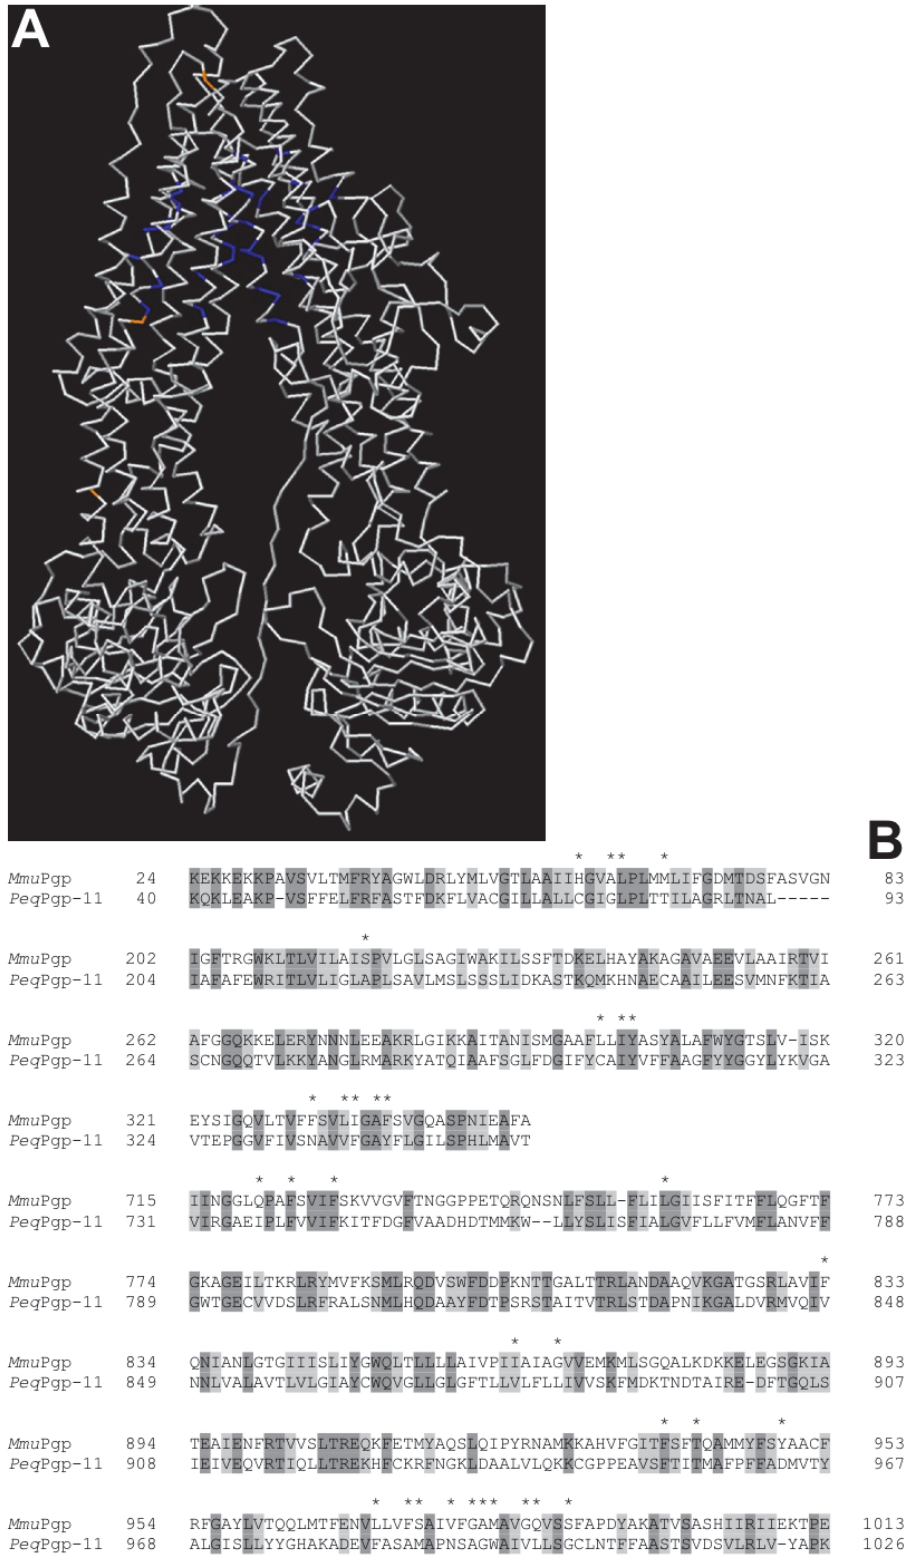 A
B
* ** *
MmuPgp 24 KEKKEKKPAVSVLTMFRYAGWLDRLYMLVGTLAAIIHGVALPLMMLIFGDMTDSFASVGN 83
PeqPgp-11 40 KQKLEAKP-VSFFELFRFASTFDKFLVACGILLALLCGIGLPLTTILAGRLTNAL----- 93
*
MmuPgp 202 IGFTRGWKLTLVILAISPVLGLSAGIWAKILSSFTDKELHAYAKAGAVAEEVLAAIRTVI 261
PeqPgp-11 204 IAFAFEWRITLVLIGLAPLSAVLMSLSSSLIDKASTKQMKHNAECAAILEESVMNFKTIA 263
* **
MmuPgp 262 AFGGQKKELERYNNNLEEAKRLGIKKAITANISMGAAFLLIYASYALAFWYGTSLV-ISK 320
PeqPgp-11 264 SCNGQQTVLKKYANGLRMARKYATQIAAFSGLFDGIFYCAIYVFFAAGFYYGGYLYKVGA 323
* ** **
MmuPgp 321 EYSIGQVLTVFFSVLIGAFSVGQASPNIEAFA
PeqPgp-11 324 VTEPGGVFIVSNAVVFGAYFLGILSPHLMAVT
* * * *
MmuPgp 715 IINGGLQPAFSVIFSKVVGVFTNGGPPETQRQNSNLFSLL-FLILGIISFITFFLQGFTF 773
PeqPgp-11 731 VIRGAEIPLFVVIFKITFDGFVAADHDTMMKW--LLYSLISFIALGVFLLFVMFLANVFF 788
*
MmuPgp 774 GKAGEILTKRLRYMVFKSMLRQDVSWFDDPKNTTGALTTRLANDAAQVKGATGSRLAVIF 833
PeqPgp-11 789 GWTGECVVDSLRFRALSNMLHQDAAYFDTPSRSTAITVTRLSTDAPNIKGALDVRMVQIV 848
* *
MmuPgp 834 QNIANLGTGIIISLIYGWQLTLLLLAIVPIIAIAGVVEMKMLSGQALKDKKELEGSGKIA 893
PeqPgp-11 849 NNLVALAVTLVLGIAYCWQVGLLGLGFTLLLVLFLLIVVSKFMDKTNDTAIRE-DFTGQLS 907
* * *
MmuPgp 894 TEAIENFRTVVSLTREQKFETMYAQSLQIPYRNAMKKAHVFGITFSFTQAMMYFSYAACF 953
PeqPgp-11 908 IEIVEQVRTIQLLTREKHFCKRFNGKLDAALVLQKKCGPPEAVSFTITMAFPFFADMVTY 967
* ** * *** ** *
MmuPgp 954 RFGAYLVTQQLMTFENVLLVFSAIVFGAMAVGQVSSFAPDYAKATVSASHIIRIIEKTPE 1013
PeqPgp-11 968 ALGISLLYYGHAKADEVFASAMAPNSAGWAIVLLSGCLNTFFAASTSVDSVLRLV-YAPK 1026